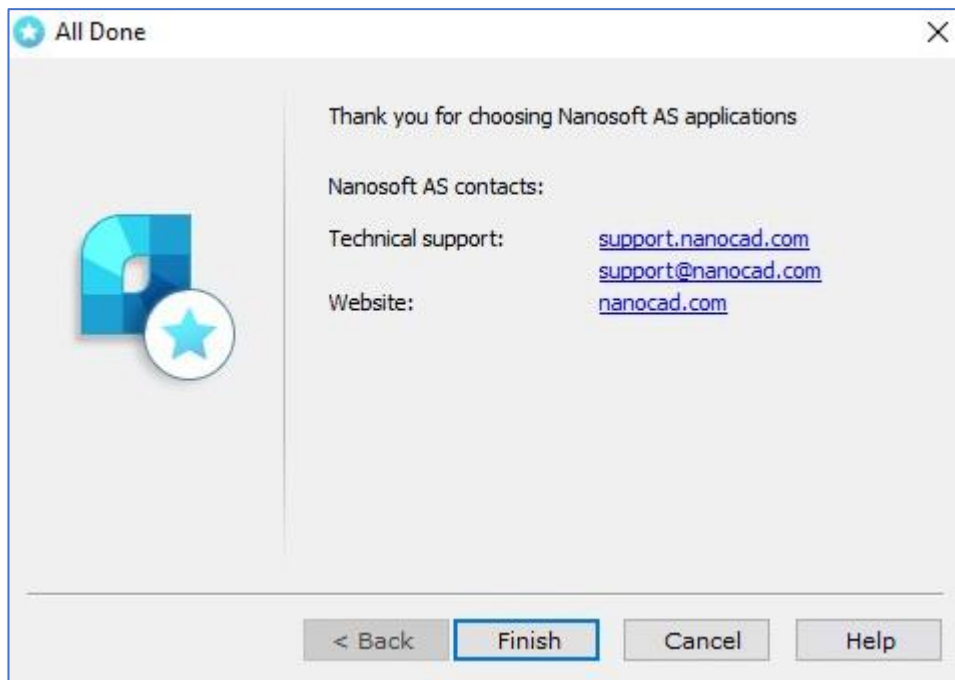 All Done
Thank you for choosing Nanosoft AS applications
Nanosoft AS contacts:
Technical support: support.nanocad.com
support@nanocad.com
Website: nanocad.com
< Back Finish Cancel Help